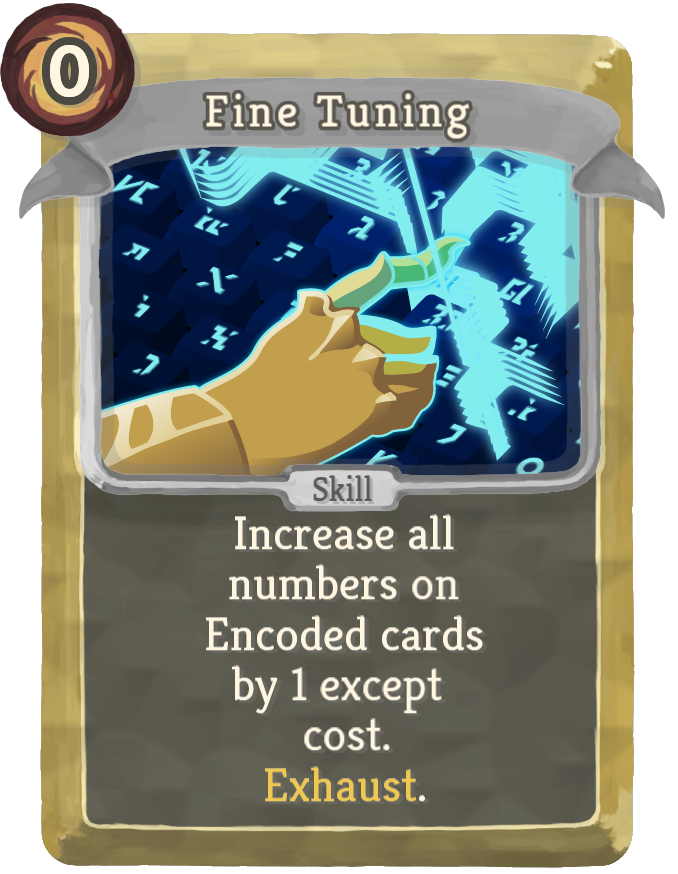 0
Fine Tuning
Skill
Increase all
numbers on
Encoded cards
by 1 except
cost.
Exhaust.